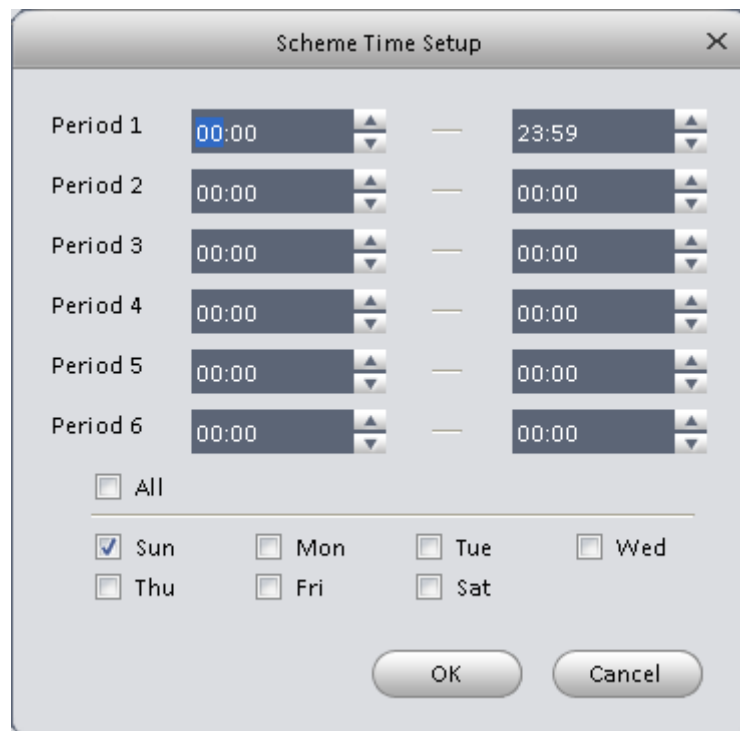 Scheme Time Setup
Period 1 00:00 — 23:59
Period 2 00:00 — 00:00
Period 3 00:00 — 00:00
Period 4 00:00 — 00:00
Period 5 00:00 — 00:00
Period 6 00:00 — 00:00
All
Sun Mon Tue Wed
Thu Fri Sat
OK Cancel